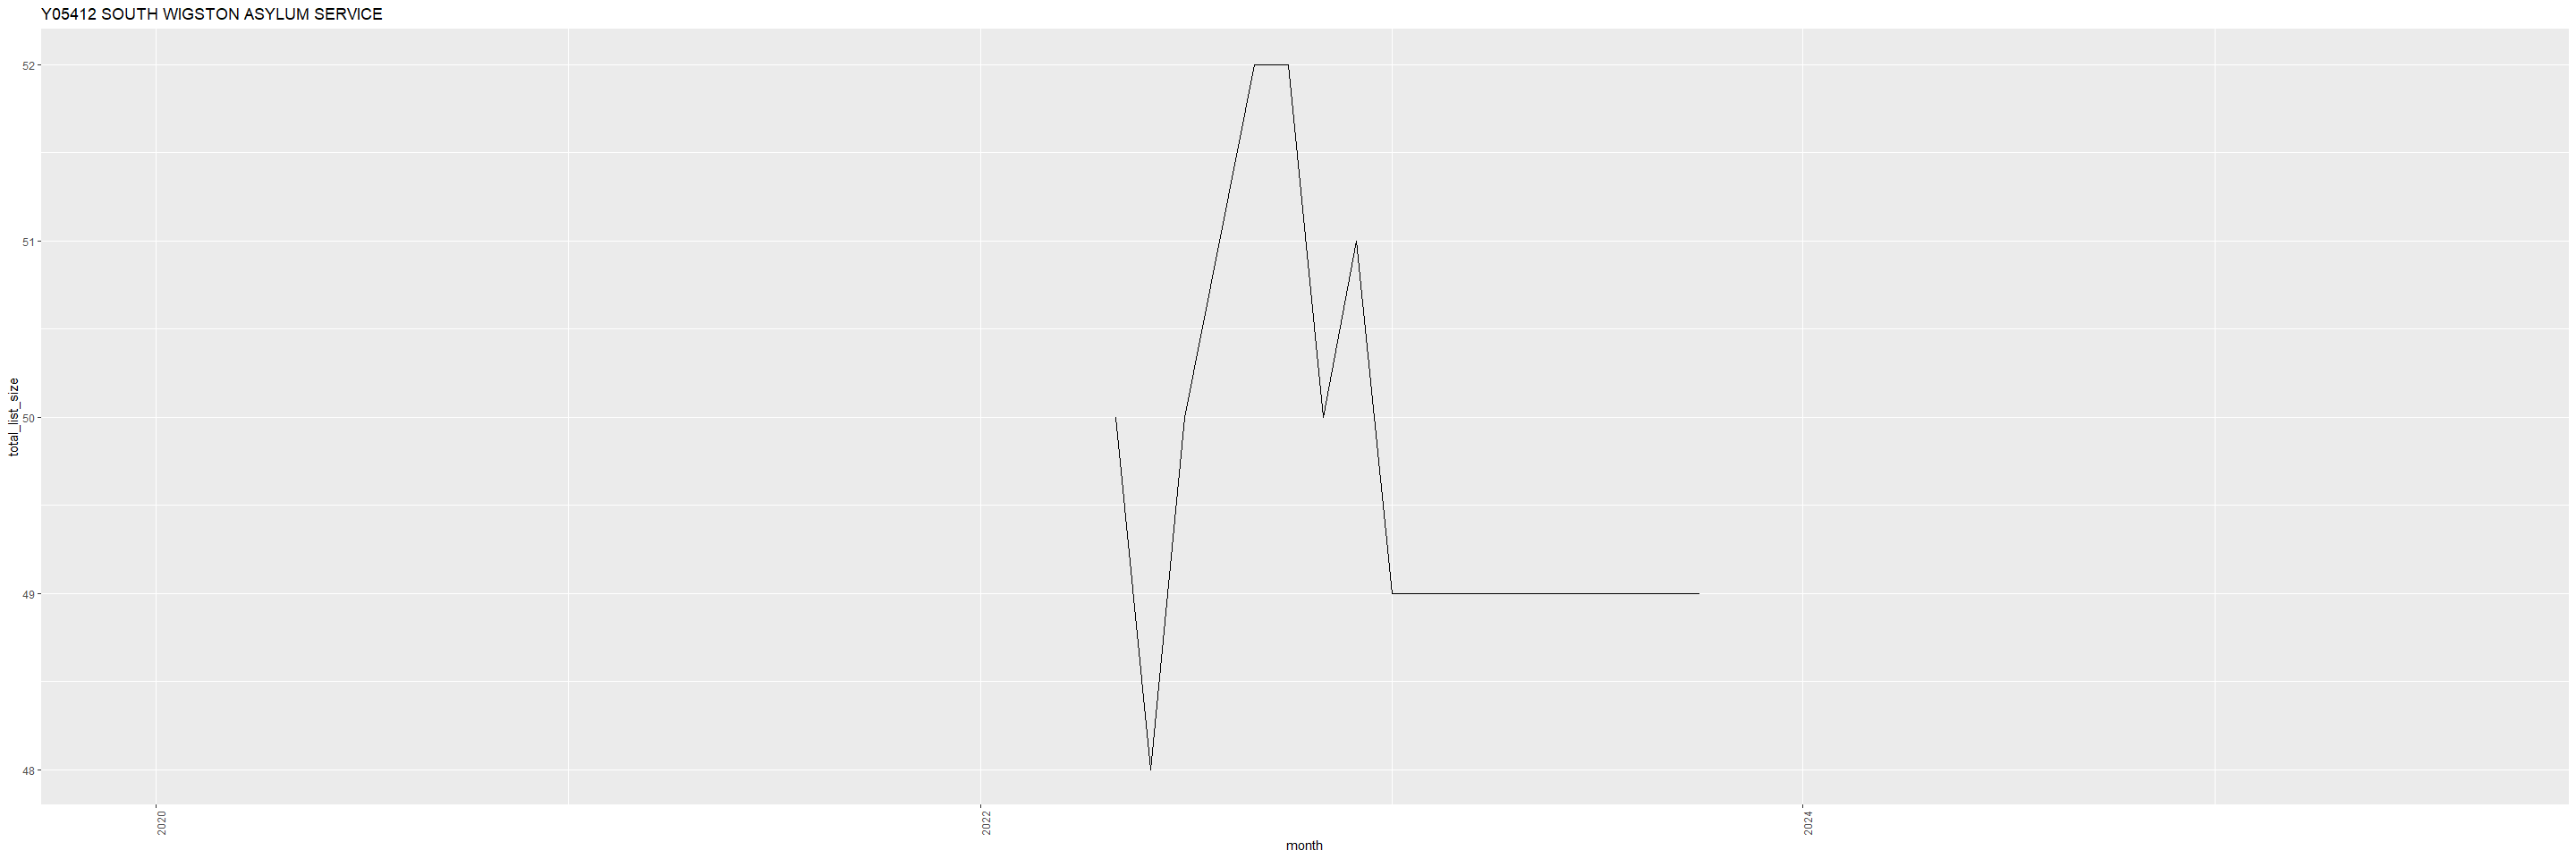 Y05412 SOUTH WIGSTON ASYLUM SERVICE
52
51
50
49
48
total_list_size
2020
2022
2024
month